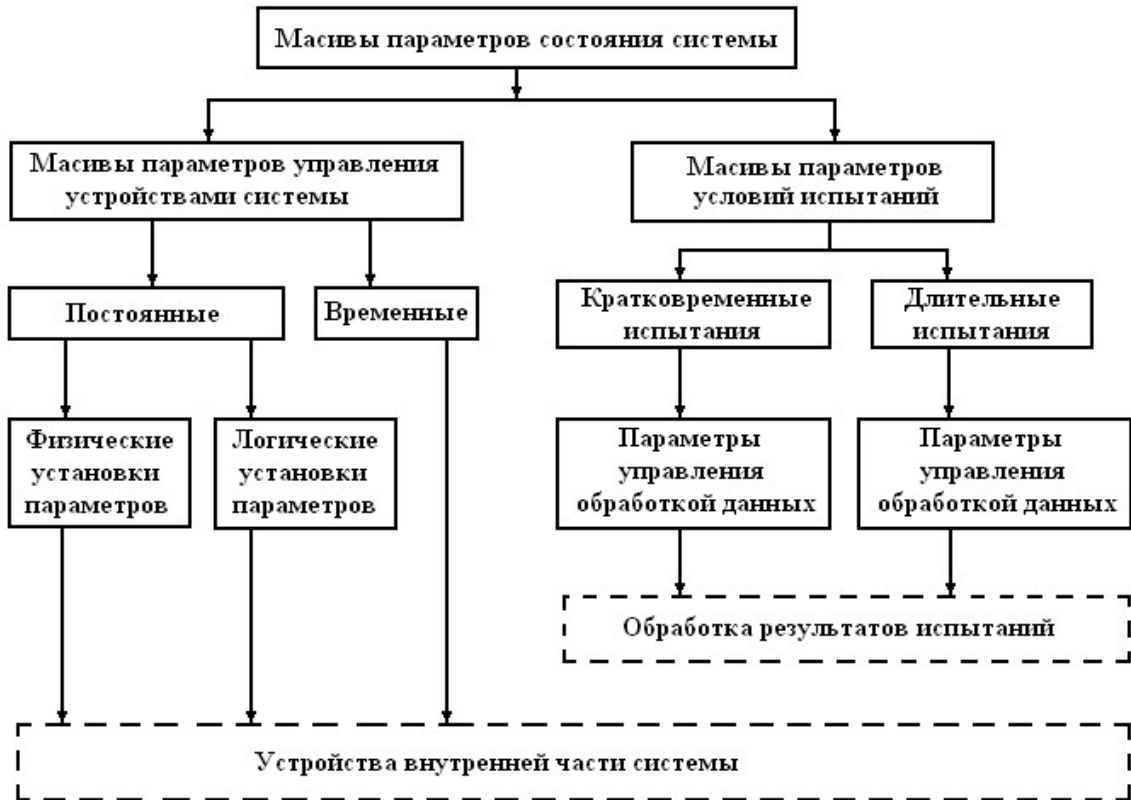 Масивы параметров состояния системы
Масивы параметров управления
устройствами системы
Масивы параметров
условий испытаний
Постоянные
Временные
Кратковременные
испытания
Длительные
испытания
Физические
установки
параметров
Логические
установки
параметров
Параметры
управления
обработкой данных
Параметры
управления
обработкой данных
Обработка результатов испытаний
Устройства внутренней части системы